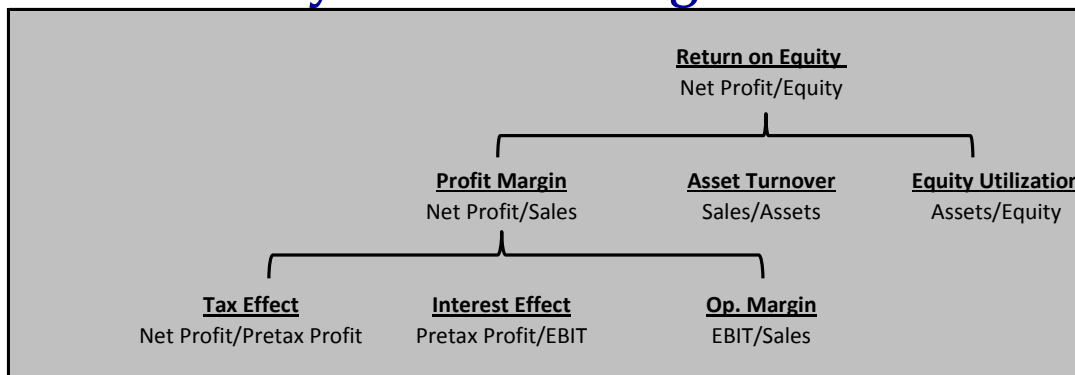 Return on Equity
Net Profit/Equity
Profit Margin Asset Turnover Equity Utilization
Net Profit/Sales Sales/Assets Assets/Equity
Tax Effect Interest Effect Op. Margin
Net Profit/Pretax Profit Pretax Profit/EBIT EBIT/Sales